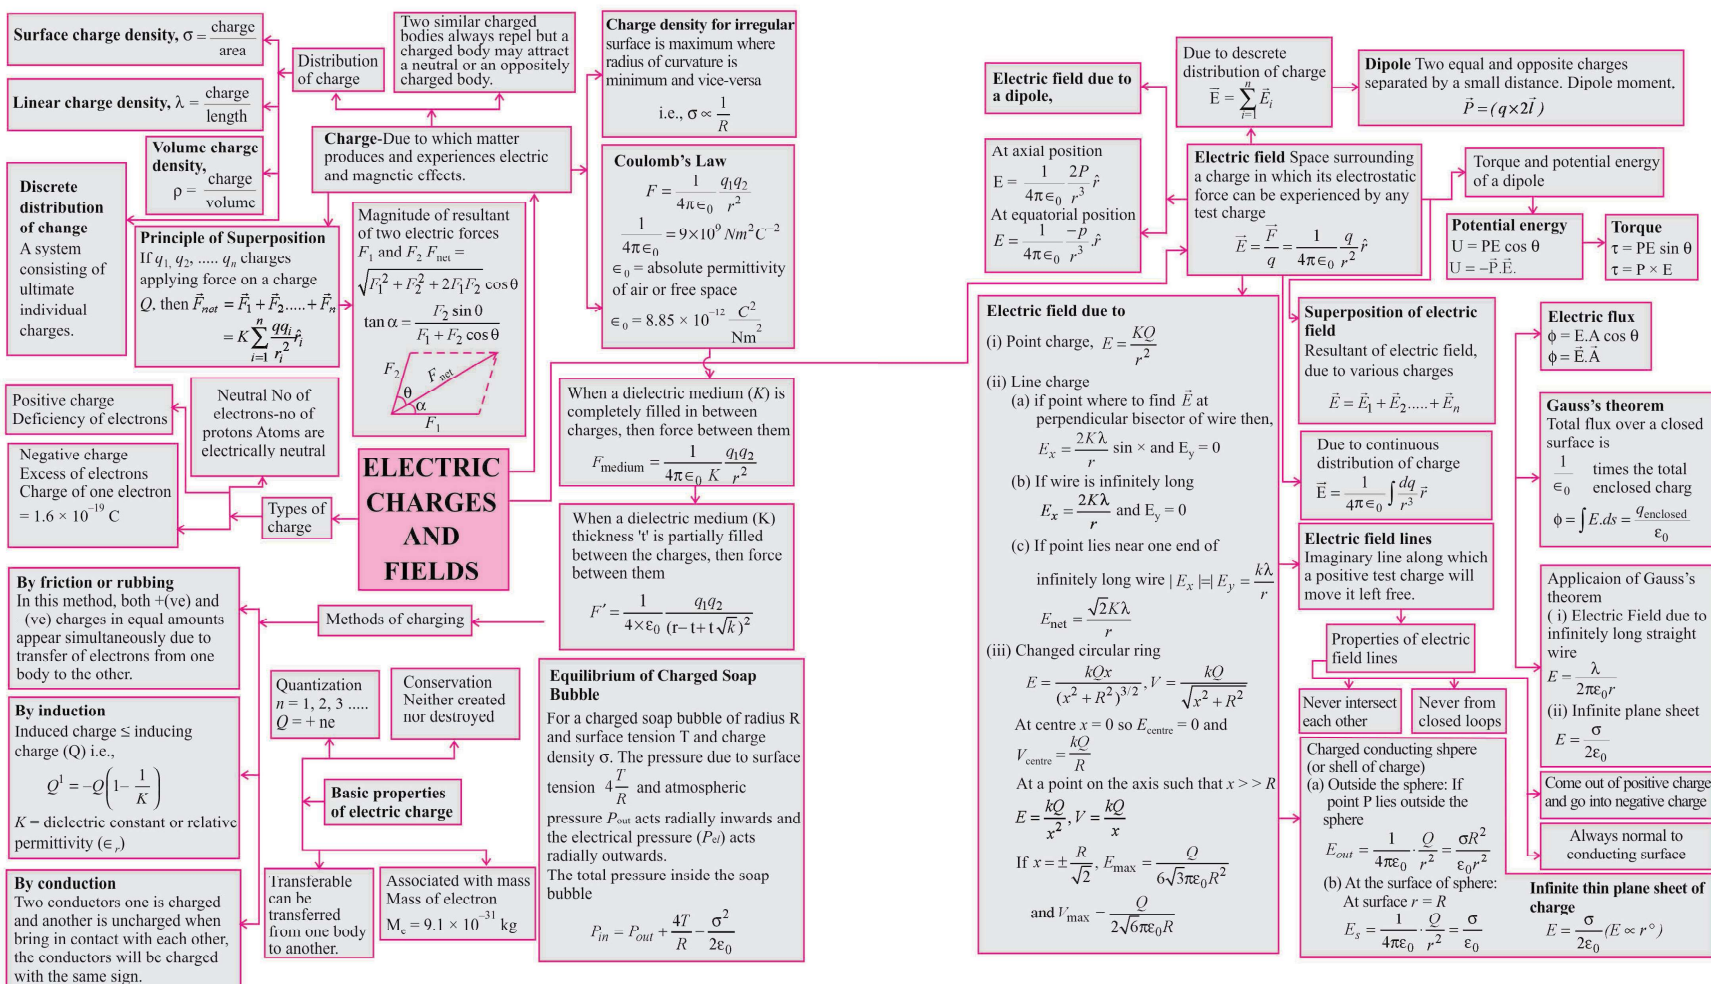 Surface charge density, σ = charge / area
Linear charge density, λ = charge / length
Volume charge
density,
ρ = charge / volume
Distribution
of charge
Two similar charged
bodies always repel but a
charged body may attract
a neutral or an oppositely
charged body.
Charge density for irregular
surface is maximum where
radius of curvature is
minimum and vice-versa
i.e., σ ∝ 1/R
Charge-Due to which matter
produces and experiences electric
and magnetic effects.
Coulomb's Law
F = 1/4π∈₀ q₁q₂/r²
1/4π∈₀ = 9×10⁹ Nm²C⁻²
∈₀ = absolute permittivity
of air or free space
∈₀ = 8.85 × 10⁻¹² C²/Nm²
Discrete
distribution
of change
A system
consisting of
ultimate
individual
charges.
Principle of Superposition
If q₁, q₂, ..... qₙ charges
applying force on a charge
Q, then F⃗net = F⃗₁ + F⃗₂ ..... + F⃗ₙ
= K Σⁿᵢ₌₁ qqᵢ/rᵢ² r̂ᵢ
Magnitude of resultant
of two electric forces
F₁ and F₂ Fnet =
√F₁² + F₂² + 2F₁F₂ cosθ
tan α = F₂ sin θ / F₁ + F₂ cos θ
F₂
Fnet
θ
α
F₁
Positive charge
Deficiency of electrons
Neutral No of
electrons-no of
protons Atoms are
electrically neutral
Negative charge
Excess of electrons
Charge of one electron
= 1.6 × 10⁻¹⁹ C
Types of
charge
ELECTRIC
CHARGES
AND
FIELDS
When a dielectric medium (K) is
completely filled in between
charges, then force between them
Fmedium = 1/4π∈₀ K q₁q₂/r²
When a dielectric medium (K)
thickness 't' is partially filled
between the charges, then force
between them
F′ = 1/4×ε₀ q₁q₂/(r−t+t√k)²
Methods of charging
By friction or rubbing
In this method, both +(ve) and
(ve) charges in equal amounts
appear simultaneously due to
transfer of electrons from one
body to the other.
By induction
Induced charge ≤ inducing
charge (Q) i.e.,
Q¹ = −Q(1− 1/K)
K − dielectric constant or relative
permittivity (∈r)
By conduction
Two conductors one is charged
and another is uncharged when
bring in contact with each other,
the conductors will be charged
with the same sign.
Quantization
n = 1, 2, 3 .....
Q = + ne
Conservation
Neither created
nor destroyed
Basic properties
of electric charge
Transferable
can be
transferred
from one body
to another.
Associated with mass
Mass of electron
= 9.1 × 10⁻³¹ kg
Equilibrium of Charged Soap
Bubble
For a charged soap bubble of radius R
and surface tension T and charge
density σ. The pressure due to surface
tension 4 T/R and atmospheric
pressure Pout acts radially inwards and
the electrical pressure (Pel) acts
radially outwards.
The total pressure inside the soap
bubble
Pin = Pout + 4T/R − σ²/2ε₀
Electric field due to
a dipole,
Due to descrete
distribution of charge
E⃗ = Σⁿᵢ₌₁ E⃗ᵢ
Dipole Two equal and opposite charges
separated by a small distance. Dipole moment,
P⃗ = (q × 2l⃗)
At axial position
E = 1/4π∈₀ 2P/r³ r̂
At equatorial position
E = 1/4π∈₀ −p/r³ .r̂
Electric field Space surrounding
a charge in which its electrostatic
force can be experienced by any
test charge
E⃗ = F⃗/q = 1/4π∈₀ q/r² r̂
Torque and potential energy
of a dipole
Potential energy
U = PE cos θ
U = −P⃗.E.
Torque
τ = PE sin θ
τ = P × E
Electric field due to
(i) Point charge, E = KQ/r²
(ii) Line charge
(a) if point where to find E⃗ at
perpendicular bisector of wire then,
Eₓ = 2Kλ/r sin × and Ey = 0
(b) If wire is infinitely long
Eₓ = 2Kλ/r and Ey = 0
(c) If point lies near one end of
infinitely long wire | Eₓ |=| Ey = kλ/r
Enet = √2Kλ/r
(iii) Changed circular ring
E = kQx/(x² + R²)³ᐟ², V = kQ/√x² + R²
At centre x = 0 so Ecentre = 0 and
Vcentre = kQ/R
At a point on the axis such that x >> R
E = kQ/x², V = kQ/x
If x = ± R/√2, Emax = Q/6√3πε₀R²
and Vmax − Q/2√6πε₀R
Superposition of electric
field
Resultant of electric field,
due to various charges
E⃗ = E⃗₁ + E⃗₂ ..... + E⃗ₙ
Due to continuous
distribution of charge
E⃗ = 1/4π∈₀ ∫ dq/r³ r⃗
Electric field lines
Imaginary line along which
a positive test charge will
move it left free.
Properties of electric
field lines
Never intersect
each other
Never from
closed loops
Electric flux
ϕ = E.A cos θ
ϕ = E⃗.A⃗
Gauss's theorem
Total flux over a closed
surface is
1/∈₀ times the total
enclosed charg
ϕ = ∫ E.ds = qenclosed/ε₀
Applicaion of Gauss's
theorem
( i) Electric Field due to
infinitely long straight
wire
E = λ/2πε₀r
(ii) Infinite plane sheet
E = σ/2ε₀
Come out of positive charge
and go into negative charge
Always normal to
conducting surface
Charged conducting shpere
(or shell of charge)
(a) Outside the sphere: If
point P lies outside the
sphere
Eout = 1/4πε₀ · Q/r² = σR²/ε₀r²
(b) At the surface of sphere:
At surface r = R
Es = 1/4πε₀ · Q/r² = σ/ε₀
Infinite thin plane sheet of
charge
E = σ/2ε₀ (E ∝ r°)